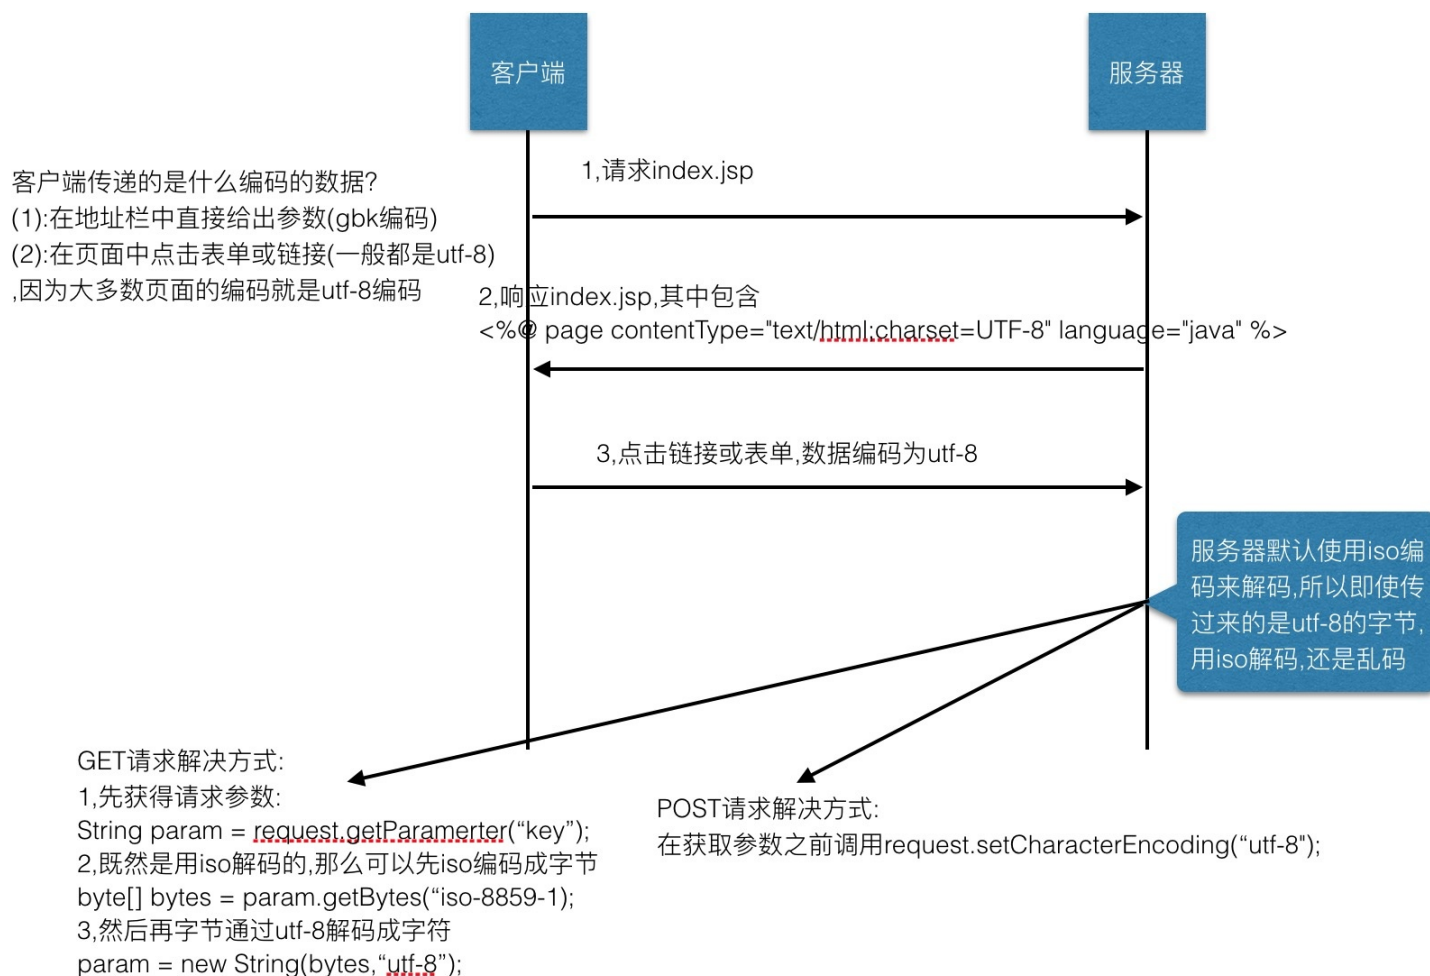 客户端
服务器
客户端传递的是什么编码的数据?
(1):在地址栏中直接给出参数(gbk编码)
(2):在页面中点击表单或链接(一般都是utf-8)
,因为大多数页面的编码就是utf-8编码
1,请求index.jsp
2,响应index.jsp,其中包含
<%@ page contentType="text/html;charset=UTF-8" language="java" %>
3,点击链接或表单,数据编码为utf-8
服务器默认使用iso编
码来解码,所以即使传
过来的是utf-8的字节,
用iso解码,还是乱码
GET请求解决方式:
1,先获得请求参数:
String param = request.getParamerter(“key”);
2,既然是用iso解码的,那么可以先iso编码成字节
byte[] bytes = param.getBytes(“iso-8859-1);
3,然后再字节通过utf-8解码成字符
param = new String(bytes,“utf-8”);
POST请求解决方式:
在获取参数之前调用request.setCharacterEncoding(“utf-8");